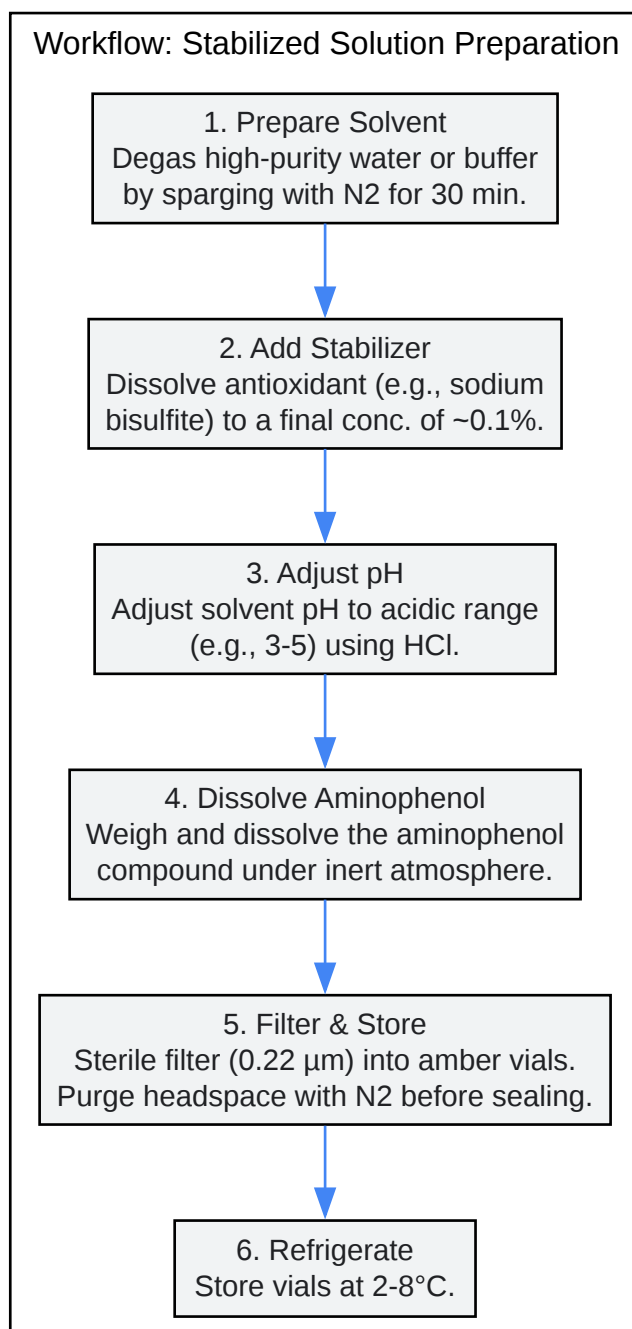 Workflow: Stabilized Solution Preparation
1. Prepare Solvent
Degas high-purity water or buffer
by sparging with N2 for 30 min.
2. Add Stabilizer
Dissolve antioxidant (e.g., sodium
bisulfite) to a final conc. of ~0.1%.
3. Adjust pH
Adjust solvent pH to acidic range
(e.g., 3-5) using HCl.
4. Dissolve Aminophenol
Weigh and dissolve the aminophenol
compound under inert atmosphere.
5. Filter & Store
Sterile filter (0.22 µm) into amber vials.
Purge headspace with N2 before sealing.
6. Refrigerate
Store vials at 2-8°C.